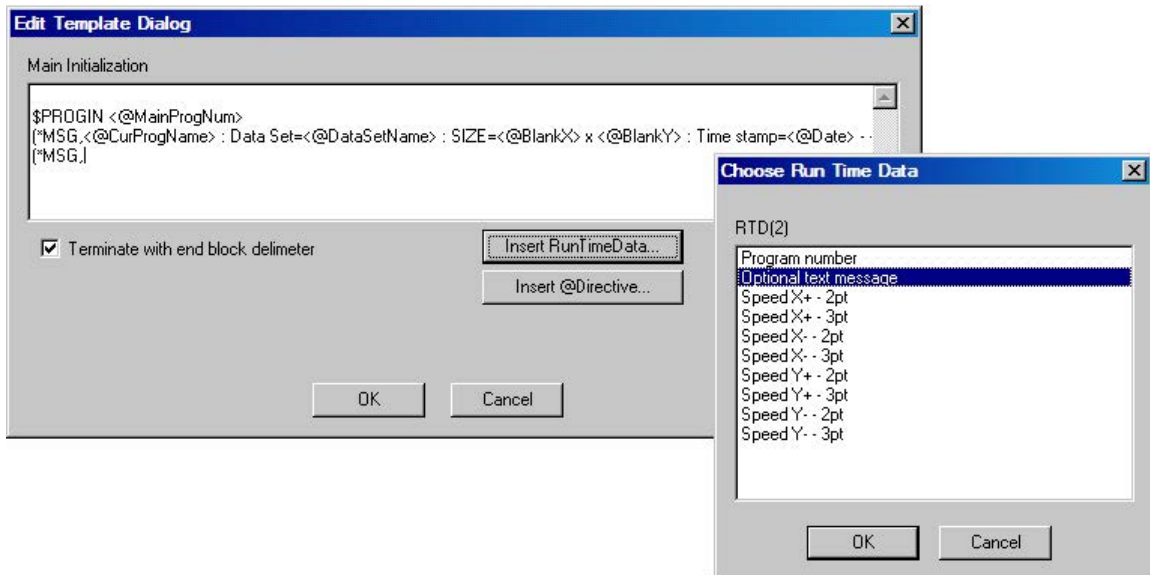 Edit Template Dialog
Main Initialization
$PROGIN <@MainProgNum>
(*MSG,<@CurProgName> : Data Set=<@DataSetName> : SIZE=<@BlankX> x <@BlankY> : Time stamp=<@Date> - -
(*MSG,
Terminate with end block delimeter
Insert RunTimeData...
Insert @Directive...
OK Cancel
Choose Run Time Data
RTD(2)
Program number
Optional text message
Speed X+ - 2pt
Speed X+ - 3pt
Speed X- - 2pt
Speed X- - 3pt
Speed Y+ - 2pt
Speed Y+ - 3pt
Speed Y- - 2pt
Speed Y- - 3pt
OK Cancel